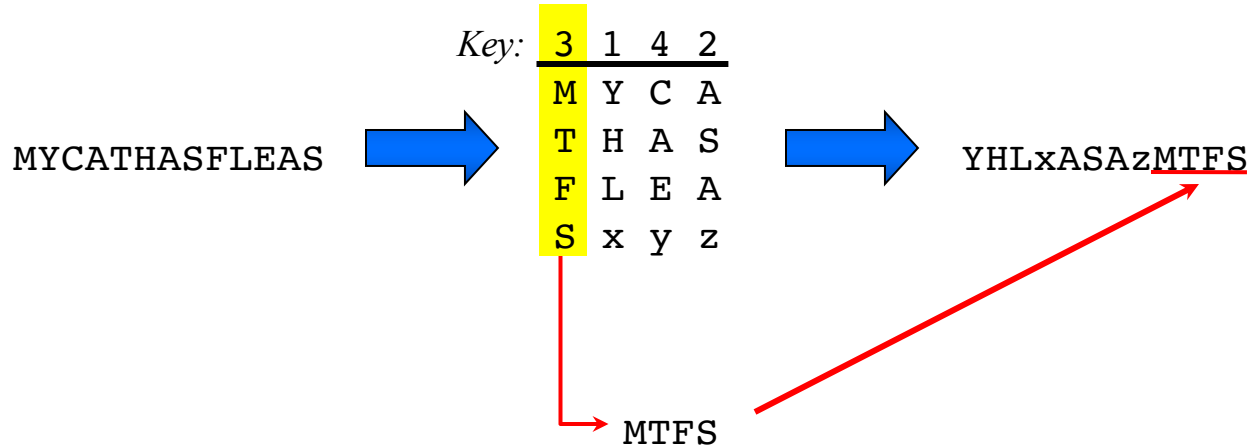 Key: 3 1 4 2
M Y C A
T H A S
F L E A
S x y z
MYCATHASFLEAS
YHLxASAzMTFS
MTFS